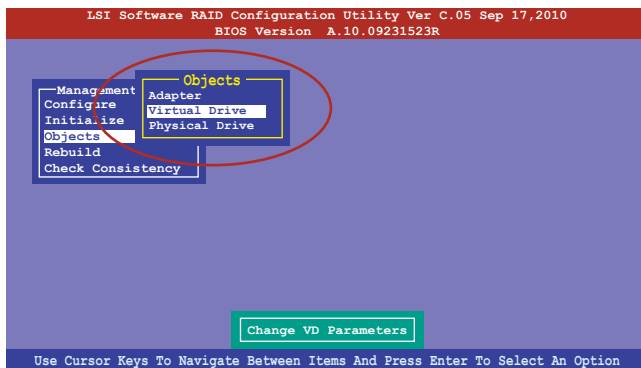 LSI Software RAID Configuration Utility Ver C.05 Sep 17,2010
BIOS Version A.10.09231523R
Management
Configure
Initialize
Objects
Rebuild
Check Consistency
Objects
Adapter
Virtual Drive
Physical Drive
Change VD Parameters
Use Cursor Keys To Navigate Between Items And Press Enter To Select An Option